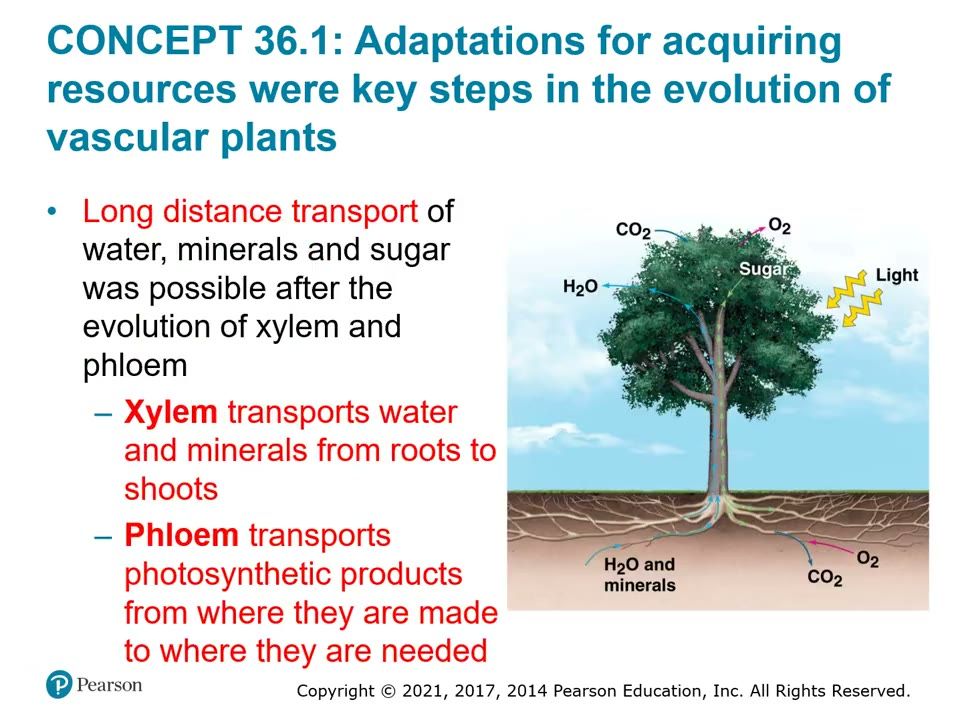 CONCEPT 36.1: Adaptations for acquiring
resources were key steps in the evolution of
vascular plants
• Long distance transport of
water, minerals and sugar
was possible after the
evolution of xylem and
phloem
– Xylem transports water
and minerals from roots to
shoots
– Phloem transports
photosynthetic products
from where they are made
to where they are needed
CO2
O2
Sugar
Light
H2O
H2O and
minerals
O2
CO2
P Pearson
Copyright © 2021, 2017, 2014 Pearson Education, Inc. All Rights Reserved.